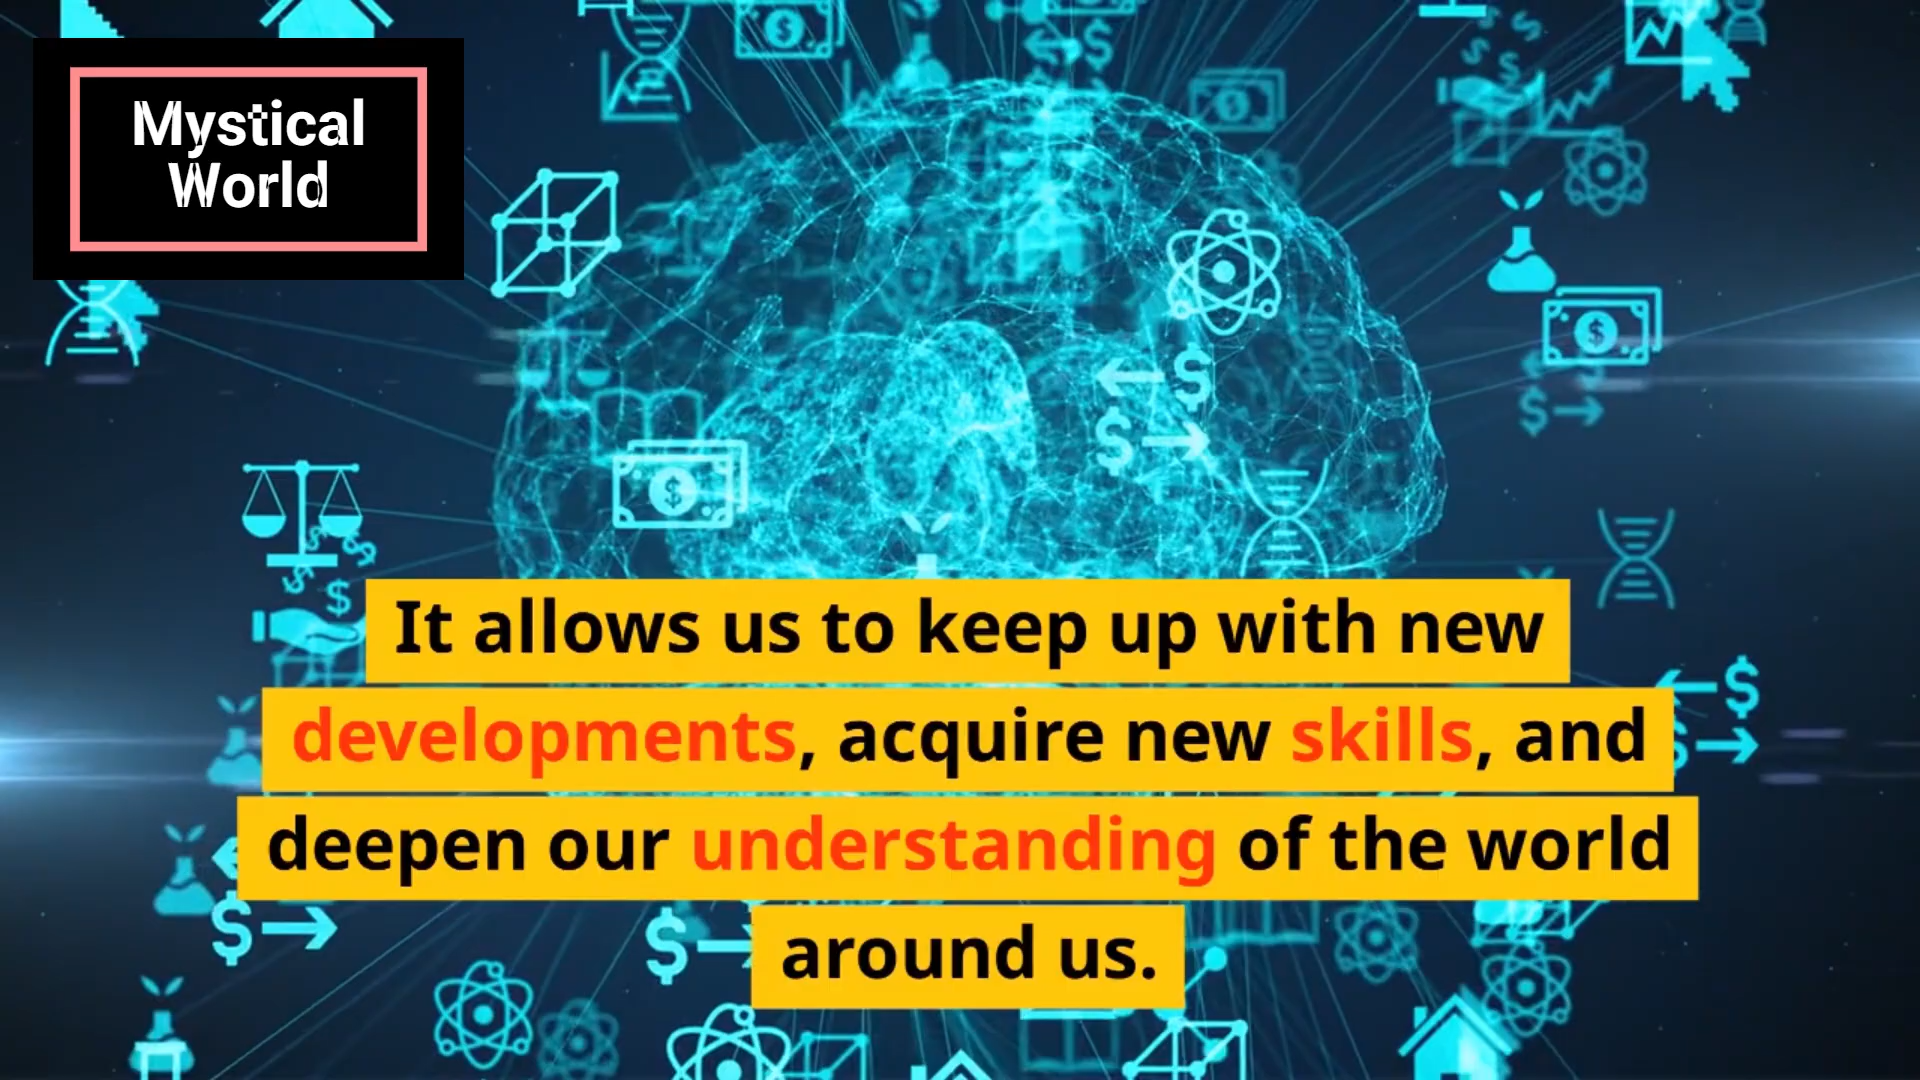 Mystical
World
It allows us to keep up with new
developments, acquire new skills, and
deepen our understanding of the world
around us.